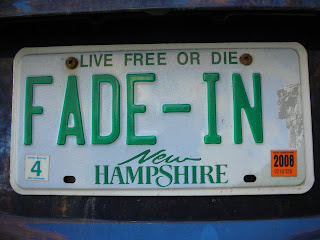 LIVE FREE OR DIE
FADE-IN
4
2008
New
HAMPSHIRE